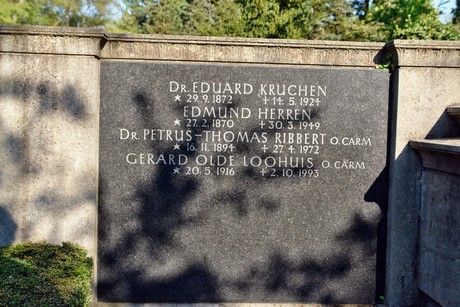 DR. EDUARD KRUCHEN
* 29.9.1872 + 14.5.1924
EDMUND HERREN
* 27.2.1870 + 30.3.1949
DR. PETRUS-THOMAS RIBBERT O.CARM
* 16.11.1894 + 27.4.1972
GERARD OLDE LOOHUIS O.CARM
* 20.5.1916 + 2.10.1993